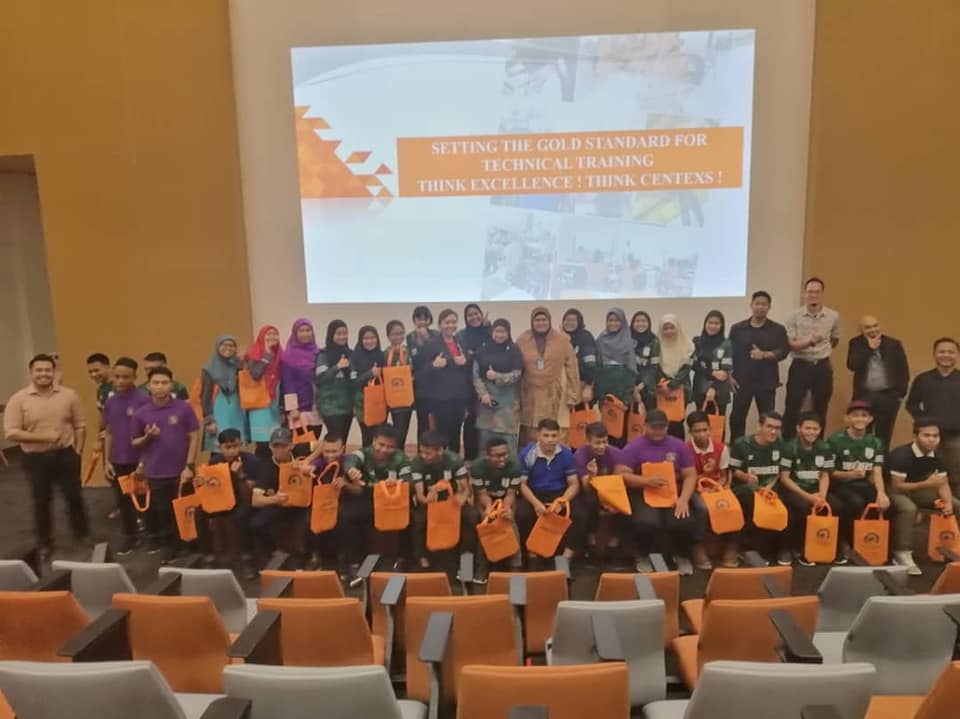 SETTING THE GOLD STANDARD FOR
TECHNICAL TRAINING
THINK EXCELLENCE ! THINK CENTEXS !